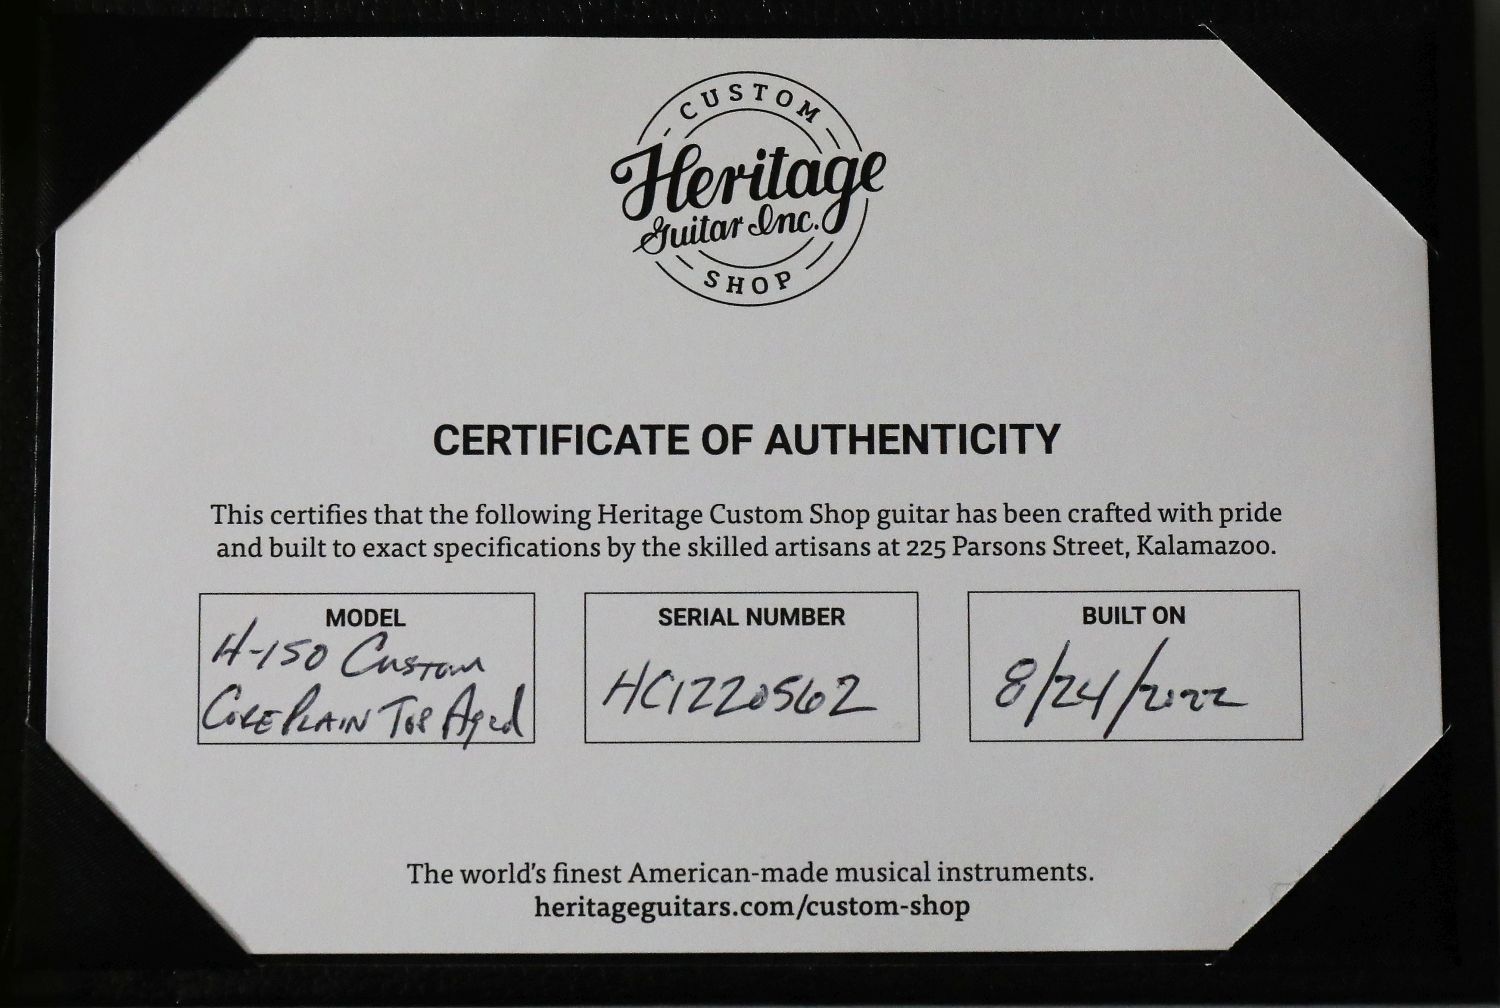 CUSTOM
Heritage
Guitar Inc.
SHOP
CERTIFICATE OF AUTHENTICITY
This certifies that the following Heritage Custom Shop guitar has been crafted with pride
and built to exact specifications by the skilled artisans at 225 Parsons Street, Kalamazoo.
MODEL
H-150 Custom
Core Plain Top Aged
SERIAL NUMBER
HC1220562
BUILT ON
8/24/2022
The world's finest American-made musical instruments.
heritageguitars.com/custom-shop